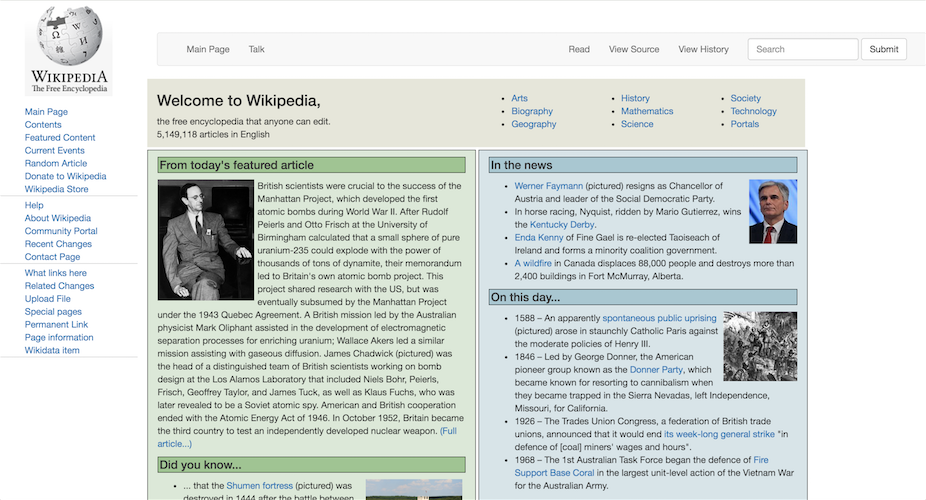 WIKIPEDIA
The Free Encyclopedia
Main Page
Contents
Featured Content
Current Events
Random Article
Donate to Wikipedia
Wikipedia Store
Help
About Wikipedia
Community Portal
Recent Changes
Contact Page
What links here
Related Changes
Upload File
Special pages
Permanent Link
Page information
Wikidata item
Main Page Talk Read View Source View History Search Submit
Welcome to Wikipedia,
the free encyclopedia that anyone can edit.
5,149,118 articles in English
• Arts
• Biography
• Geography
• History
• Mathematics
• Science
• Society
• Technology
• Portals
From today's featured article
British scientists were crucial to the success of the
Manhattan Project, which developed the first
atomic bombs during World War II. After Rudolf
Peierls and Otto Frisch at the University of
Birmingham calculated that a small sphere of pure
uranium-235 could explode with the power of
thousands of tons of dynamite, their memorandum
led to Britain's own atomic bomb project. This
project shared research with the US, but was
eventually subsumed by the Manhattan Project
under the 1943 Quebec Agreement. A British mission led by the Australian
physicist Mark Oliphant assisted in the development of electromagnetic
separation processes for enriching uranium; Wallace Akers led a similar
mission assisting with gaseous diffusion. James Chadwick (pictured) was
the head of a distinguished team of British scientists working on bomb
design at the Los Alamos Laboratory that included Niels Bohr, Peierls,
Frisch, Geoffrey Taylor, and James Tuck, as well as Klaus Fuchs, who was
later revealed to be a Soviet atomic spy. American and British cooperation
ended with the Atomic Energy Act of 1946. In October 1952, Britain became
the third country to test an independently developed nuclear weapon. (Full
article...)
Did you know...
• ... that the Shumen fortress (pictured) was
destroyed in 1444 after the battle between
In the news
• Werner Faymann (pictured) resigns as Chancellor of
Austria and leader of the Social Democratic Party.
• In horse racing, Nyquist, ridden by Mario Gutierrez, wins
the Kentucky Derby.
• Enda Kenny of Fine Gael is re-elected Taoiseach of
Ireland and forms a minority coalition government.
• A wildfire in Canada displaces 88,000 people and destroys more than
2,400 buildings in Fort McMurray, Alberta.
On this day...
• 1588 – An apparently spontaneous public uprising
(pictured) arose in staunchly Catholic Paris against
the moderate policies of Henry III.
• 1846 – Led by George Donner, the American
pioneer group known as the Donner Party, which
became known for resorting to cannibalism when
they became trapped in the Sierra Nevadas, left Independence,
Missouri, for California.
• 1926 – The Trades Union Congress, a federation of British trade
unions, announced that it would end its week-long general strike "in
defence of [coal] miners' wages and hours".
• 1968 – The 1st Australian Task Force began the defence of Fire
Support Base Coral in the largest unit-level action of the Vietnam War
for the Australian Army.